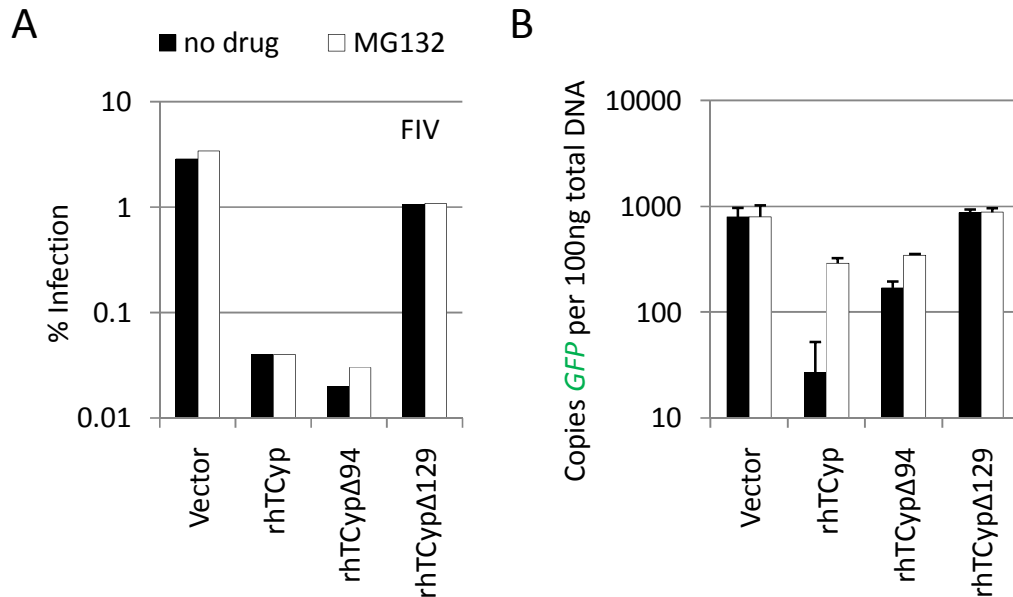 A
no drug MG132
FIV
% Infection
10
1
0.1
0.01
Vector
rhTCyp
rhTCypΔ94
rhTCypΔ129
B
Copies GFP per 100ng total DNA
10000
1000
100
10
Vector
rhTCyp
rhTCypΔ94
rhTCypΔ129